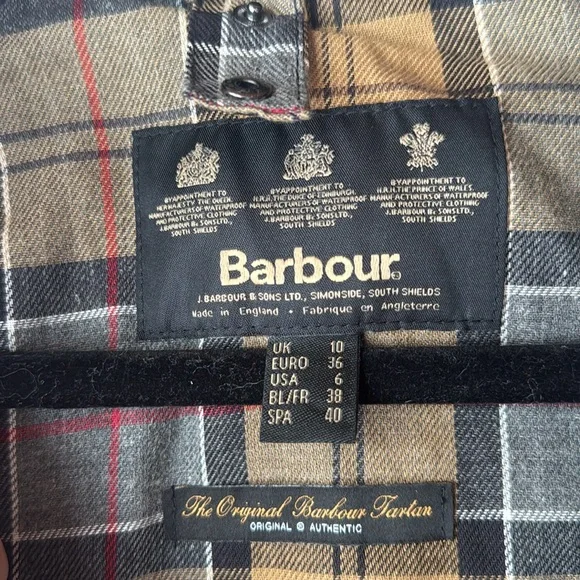 BY APPOINTMENT TO
HER MAJESTY THE QUEEN
MANUFACTURERS OF WATERPROOF
AND PROTECTIVE CLOTHING
J. BARBOUR & SONS LTD.,
SOUTH SHIELDS
BY APPOINTMENT TO
H.R.H. THE DUKE OF EDINBURGH
MANUFACTURERS OF WATERPROOF
AND PROTECTIVE CLOTHING
J. BARBOUR & SONS LTD.,
SOUTH SHIELDS
BY APPOINTMENT TO
H.R.H. THE PRINCE OF WALES
MANUFACTURERS OF WATERPROOF
AND PROTECTIVE CLOTHING
J. BARBOUR & SONS LTD.,
SOUTH SHIELDS
Barbour®
J. BARBOUR & SONS LTD., SIMONSIDE, SOUTH SHIELDS
Made in England • Fabrique en Angleterre
UK 10
EURO 36
USA 6
BL/FR 38
SPA 40
The Original Barbour Tartan
ORIGINAL ® AUTHENTIC